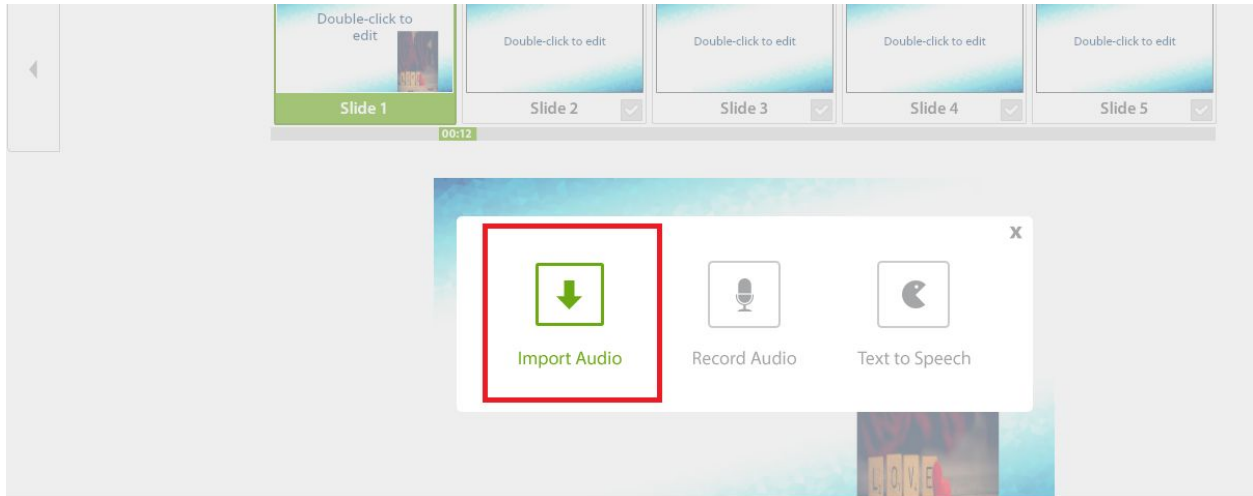 Double-click to
edit
Double-click to edit
Double-click to edit
Double-click to edit
Double-click to edit
Slide 1
Slide 2
Slide 3
Slide 4
Slide 5
00:12
x
Import Audio
Record Audio
Text to Speech
L O V E